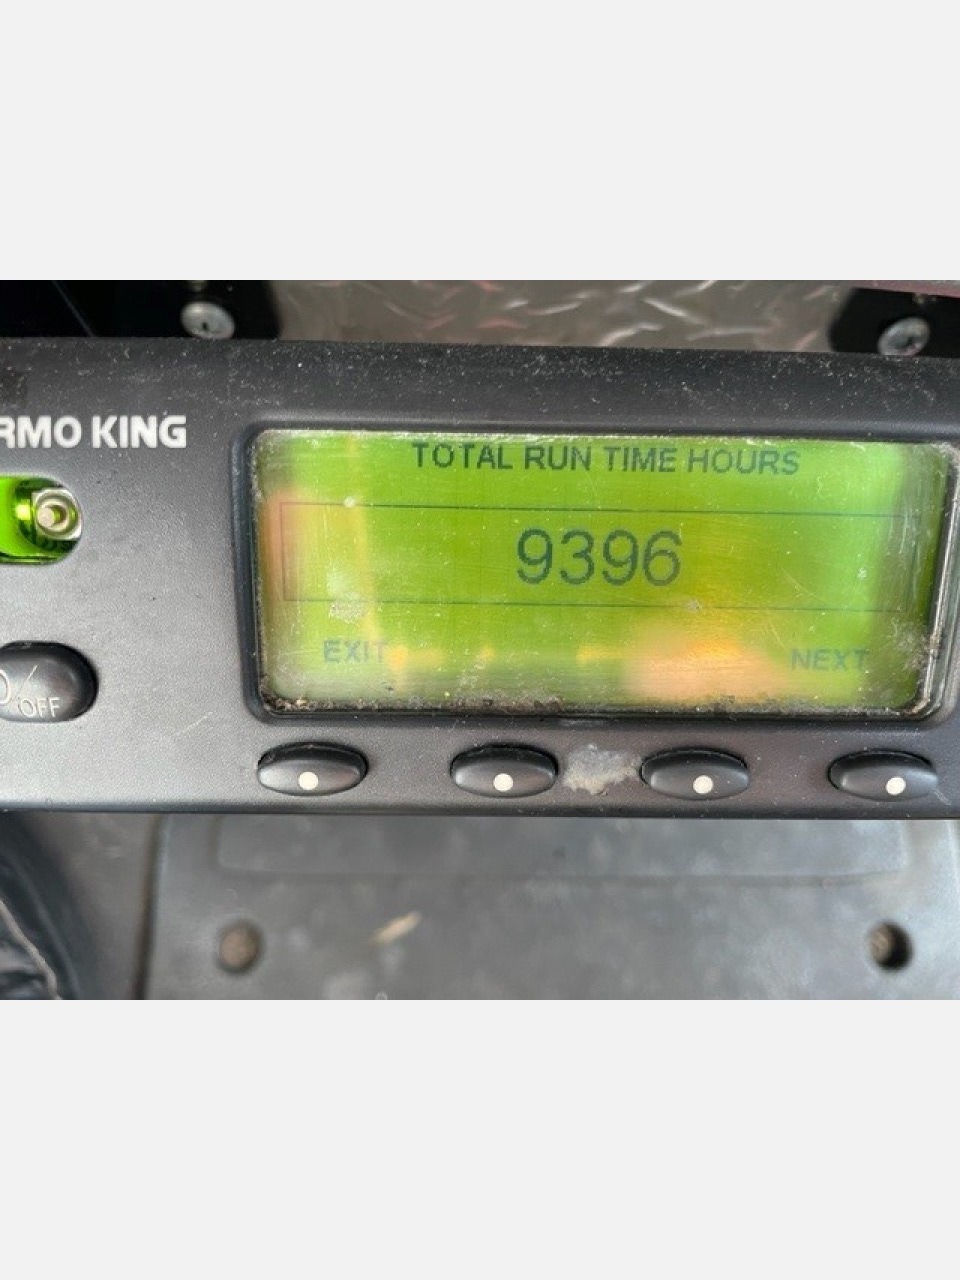 RMO KING
TOTAL RUN TIME HOURS
9396
EXIT
NEXT
OFF